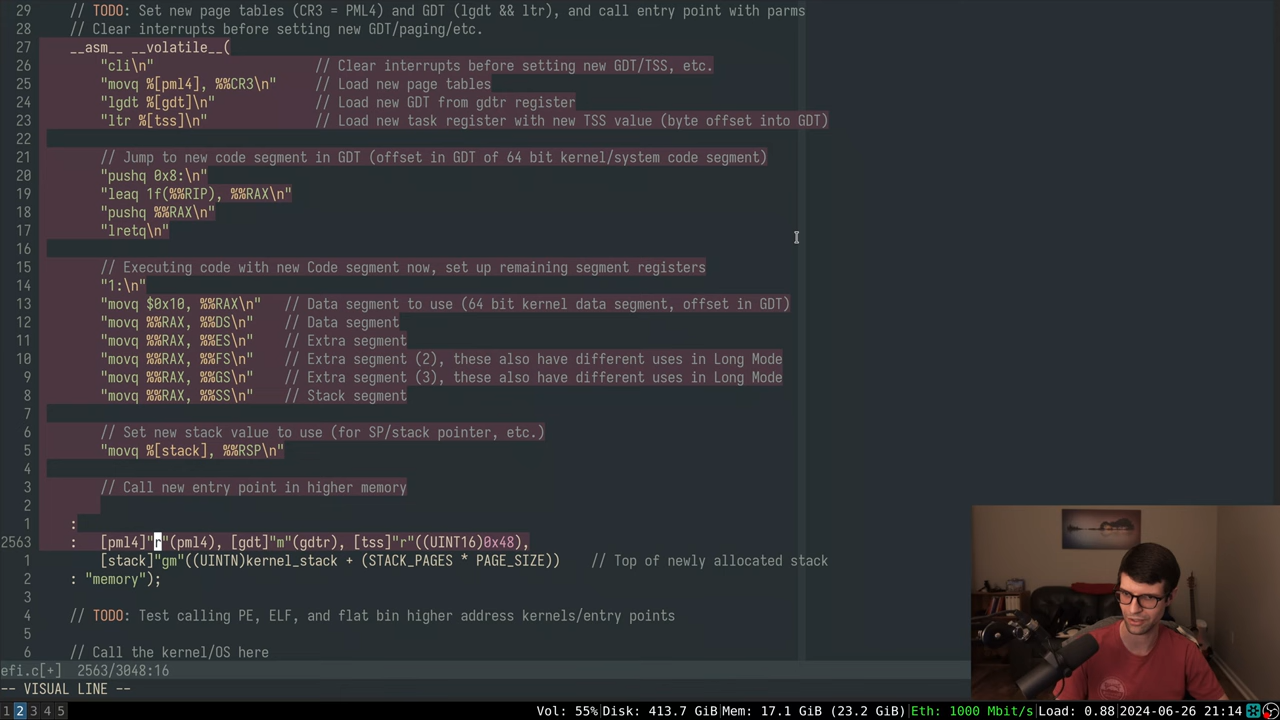 29 // TODO: Set new page tables (CR3 = PML4) and GDT (lgdt && ltr), and call entry point with parms
28 // Clear interrupts before setting new GDT/paging/etc.
27 __asm__ __volatile__(
26 "cli\n" // Clear interrupts before setting new GDT/TSS, etc.
25 "movq %[pml4], %%CR3\n" // Load new page tables
24 "lgdt %[gdt]\n" // Load new GDT from gdtr register
23 "ltr %[tss]\n" // Load new task register with new TSS value (byte offset into GDT)
22
21 // Jump to new code segment in GDT (offset in GDT of 64 bit kernel/system code segment)
20 "pushq 0x8:\n"
19 "leaq 1f(%%RIP), %%RAX\n"
18 "pushq %%RAX\n"
17 "lretq\n"
16
15 // Executing code with new Code segment now, set up remaining segment registers
14 "1:\n"
13 "movq $0x10, %%RAX\n" // Data segment to use (64 bit kernel data segment, offset in GDT)
12 "movq %%RAX, %%DS\n" // Data segment
11 "movq %%RAX, %%ES\n" // Extra segment
10 "movq %%RAX, %%FS\n" // Extra segment (2), these also have different uses in Long Mode
9 "movq %%RAX, %%GS\n" // Extra segment (3), these also have different uses in Long Mode
8 "movq %%RAX, %%SS\n" // Stack segment
7
6 // Set new stack value to use (for SP/stack pointer, etc.)
5 "movq %[stack], %%RSP\n"
4
3 // Call new entry point in higher memory
2
1 :
2563 : [pml4]"r"(pml4), [gdt]"m"(gdtr), [tss]"r"((UINT16)0x48),
1 [stack]"gm"((UINTN)kernel_stack + (STACK_PAGES * PAGE_SIZE)) // Top of newly allocated stack
2 : "memory");
3
4 // TODO: Test calling PE, ELF, and flat bin higher address kernels/entry points
5
6 // Call the kernel/OS here
efi.c[+] 2563/3048:16
-- VISUAL LINE --
1 2 3 4 5 Vol: 55% Disk: 413.7 GiB Mem: 17.1 GiB (23.2 GiB) Eth: 1000 Mbit/s Load: 0.88 2024-06-26 21:14